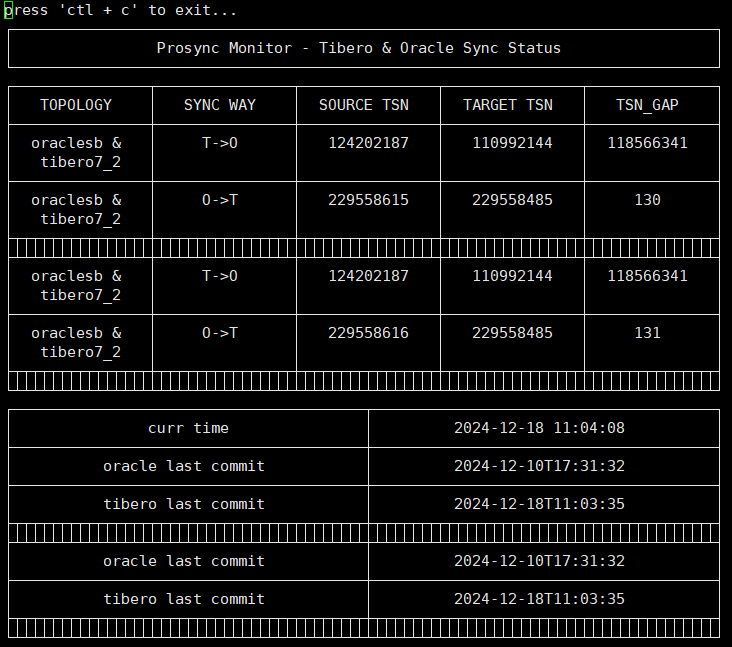 press 'ctl + c' to exit...
Prosync Monitor - Tibero & Oracle Sync Status
TOPOLOGY SYNC WAY SOURCE TSN TARGET TSN TSN_GAP
oraclesb & T->O 124202187 110992144 118566341
tibero7_2
oraclesb & O->T 229558615 229558485 130
tibero7_2
oraclesb & T->O 124202187 110992144 118566341
tibero7_2
oraclesb & O->T 229558616 229558485 131
tibero7_2
curr time 2024-12-18 11:04:08
oracle last commit 2024-12-10T17:31:32
tibero last commit 2024-12-18T11:03:35
oracle last commit 2024-12-10T17:31:32
tibero last commit 2024-12-18T11:03:35